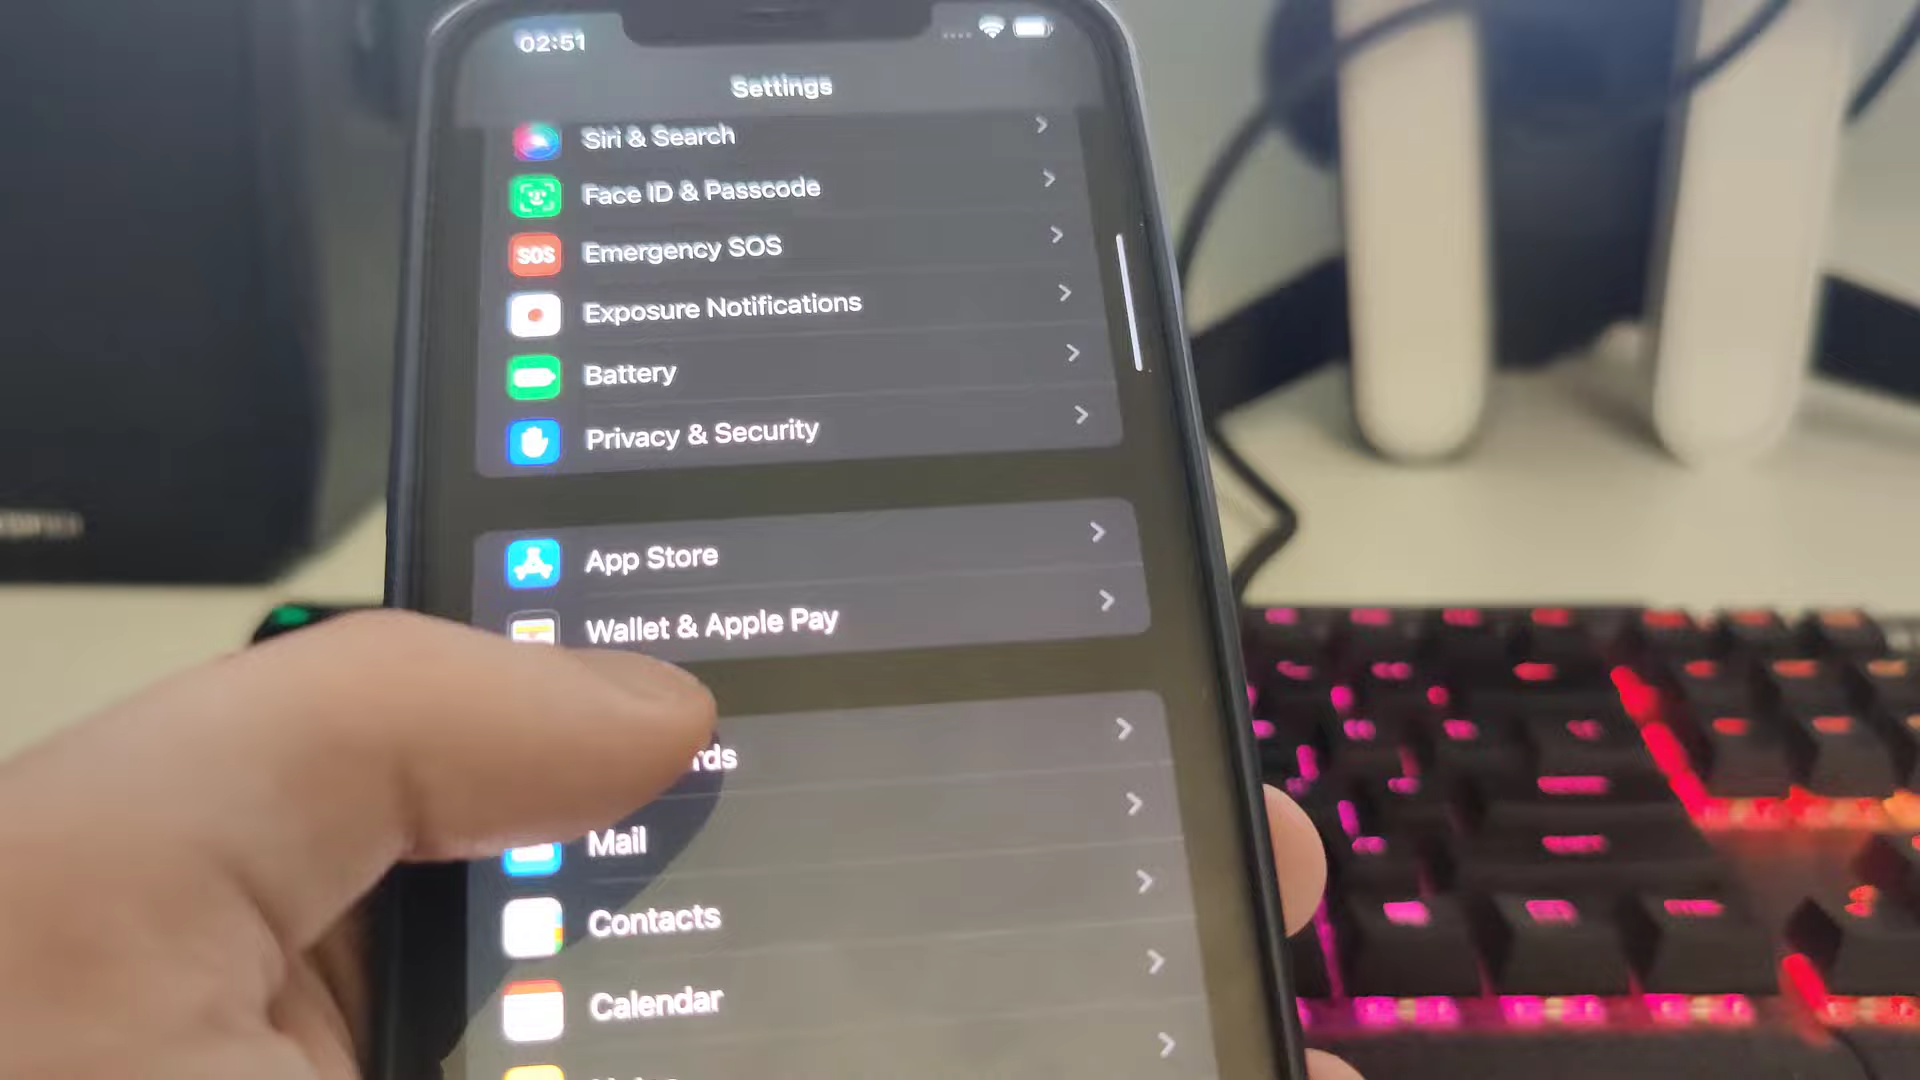 02:51
Settings
Siri & Search
Face ID & Passcode
SOS
Emergency SOS
Exposure Notifications
Battery
Privacy & Security
App Store
Wallet & Apple Pay
Mail
Contacts
Calendar